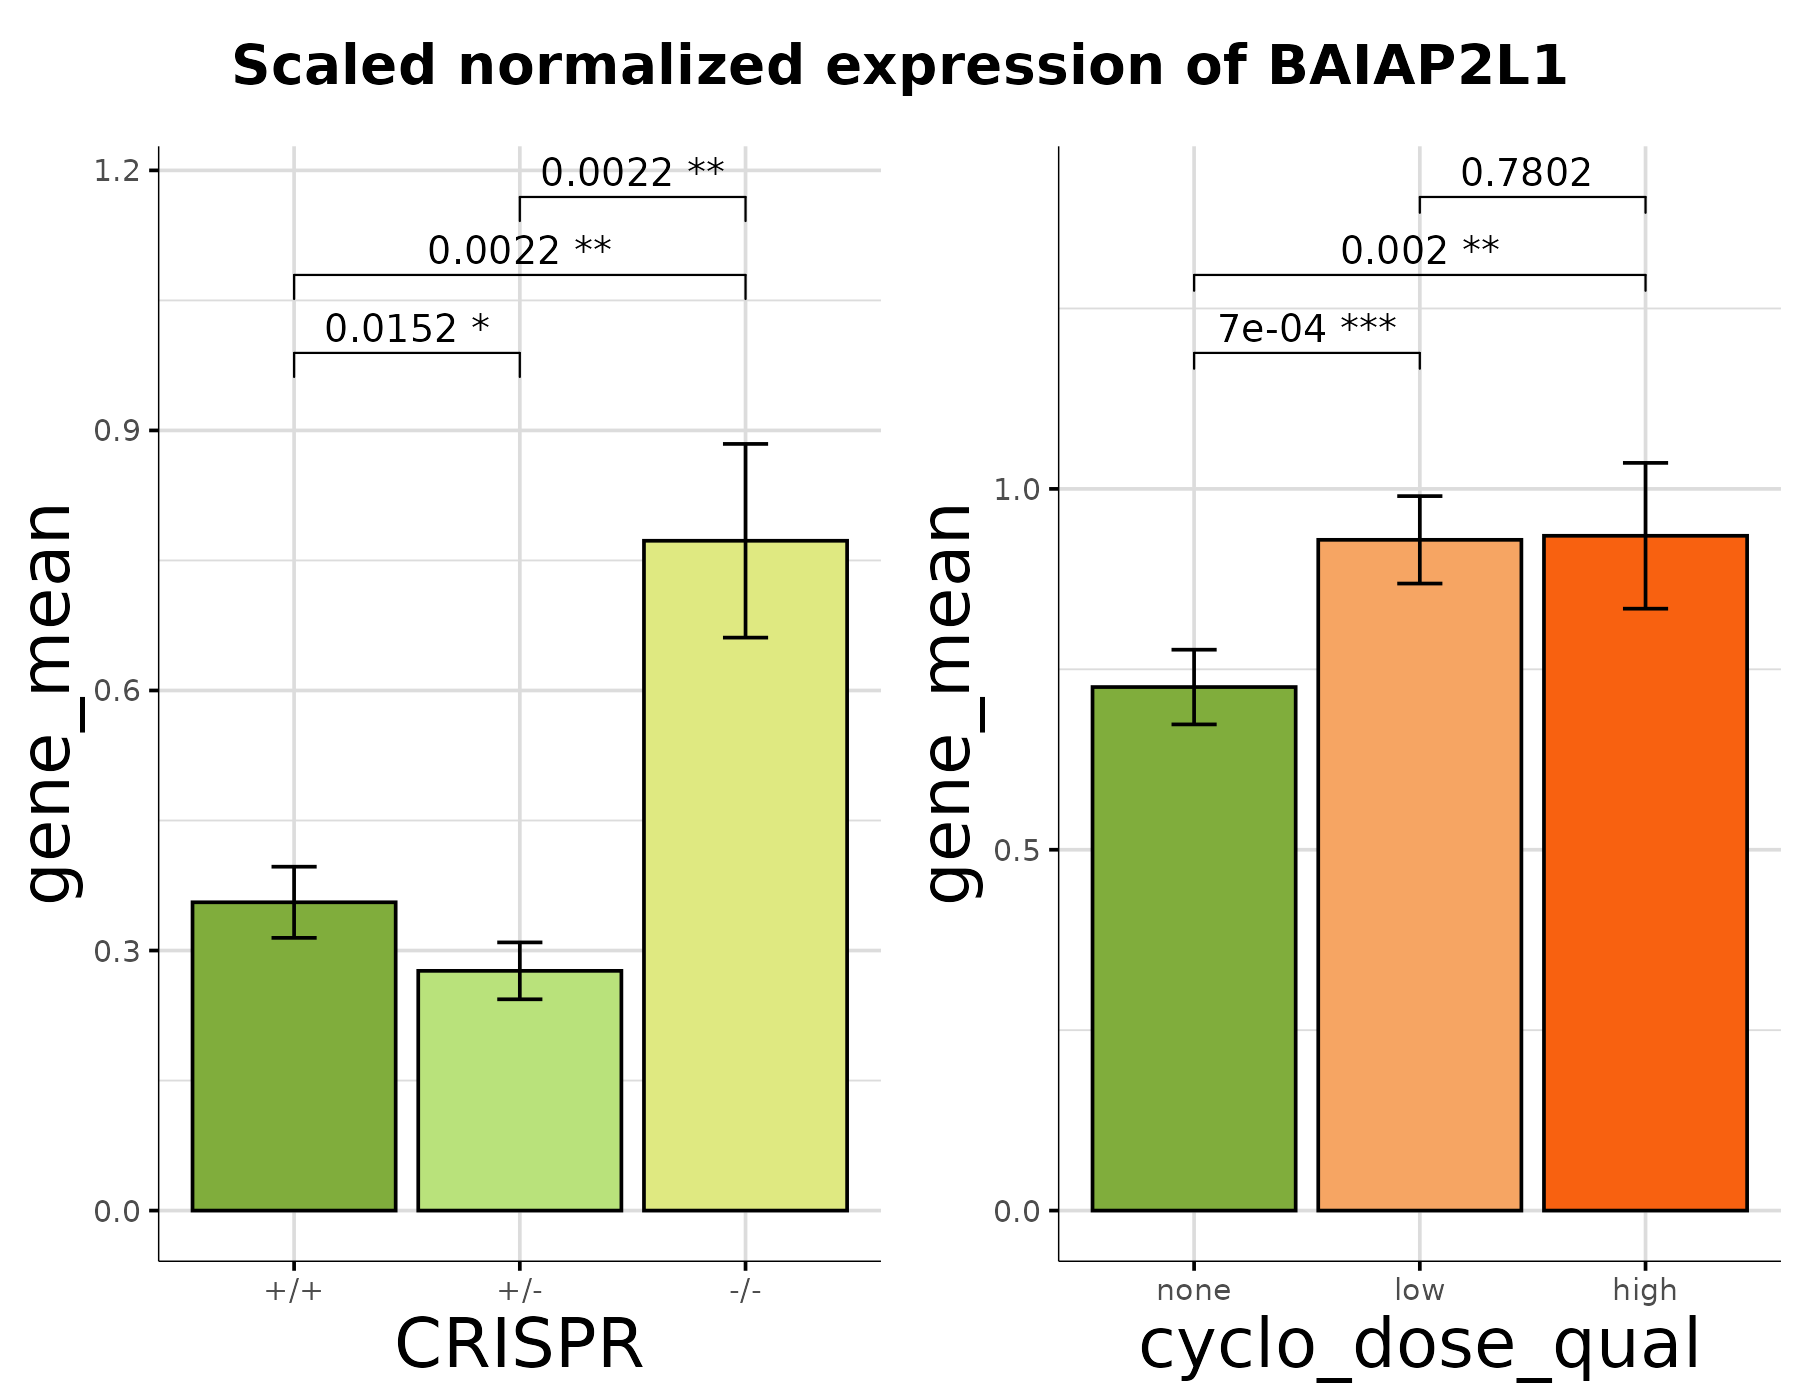 Scaled normalized expression of BAIAP2L1
gene_mean
1.2
0.9
0.6
0.3
0.0
0.0022 **
0.0022 **
0.0152 *
+/+
+/-
-/-
CRISPR
gene_mean
1.0
0.5
0.0
0.7802
0.002 **
7e-04 ***
none
low
high
cyclo_dose_qual